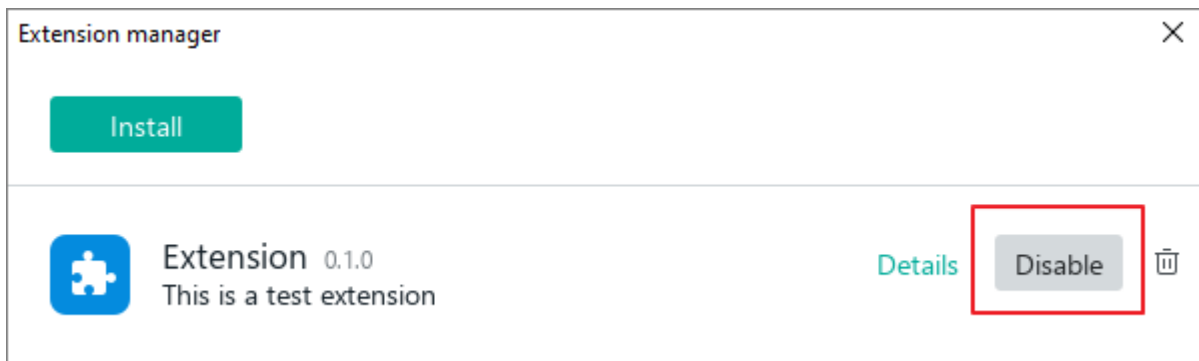 Extension manager
Install
Extension 0.1.0
This is a test extension
Details
Disable